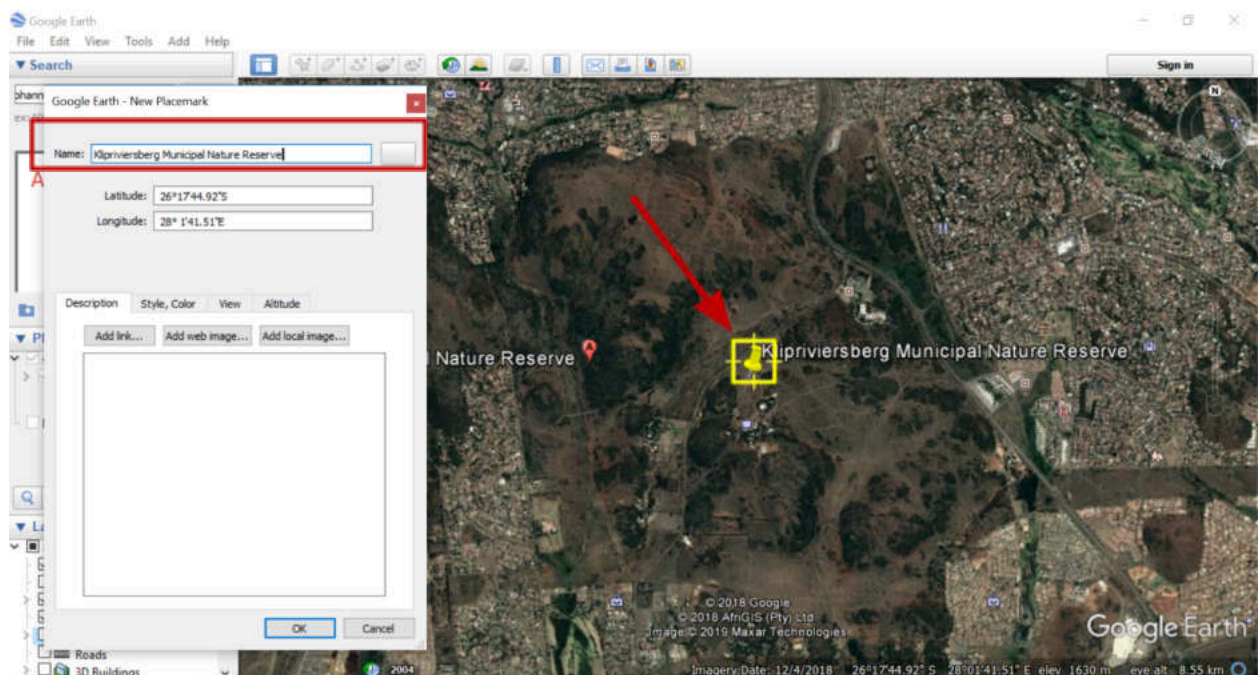 Google Earth
File Edit View Tools Add Help
▼ Search
Sign in
Google Earth - New Placemark
Name: Klipriviersberg Municipal Nature Reserve
A
Latitude: 26°17'44.92"S
Longitude: 28° 1'41.51"E
Description Style, Color View Altitude
Add link... Add web image... Add local image...
OK Cancel
Roads
3D Buildings
N
l Nature Reserve
A
Klipriviersberg Municipal Nature Reserve
© 2018 Google
© 2018 AfriGIS (Pty) Ltd
Image © 2019 Maxar Technologies
Google Earth
2004
Imagery Date: 12/4/2018 26°17'44.92" S 28°01'41.51" E elev 1630 m eye alt 8.55 km